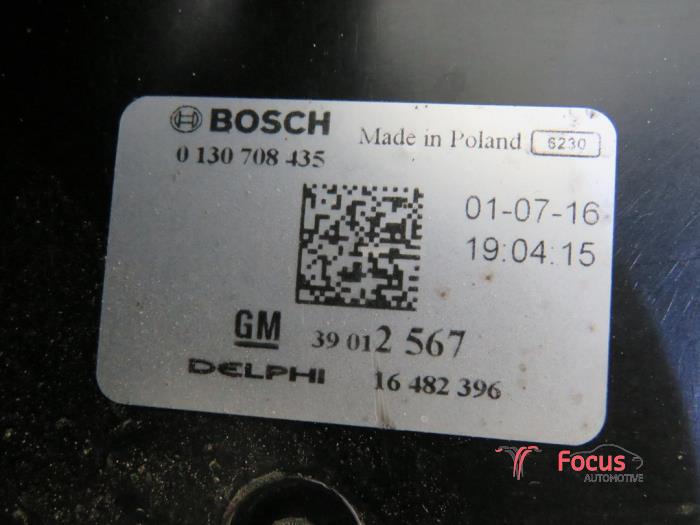 BOSCH Made in Poland 6230
0 130 708 435
01-07-16
19:04:15
GM 39 012 567
DELPHI 16 482 396
Focus
AUTOMOTIVE